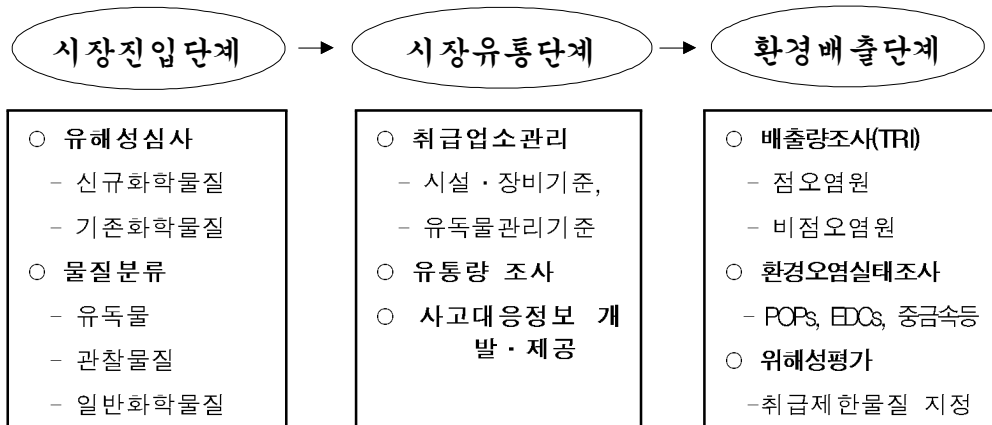 시장진입단계 → 시장유통단계 → 환경배출단계
○ 유해성심사
- 신규화학물질
- 기존화학물질
○ 물질분류
- 유독물
- 관찰물질
- 일반화학물질
○ 취급업소관리
- 시설 · 장비기준,
- 유독물관리기준
○ 유통량 조사
○ 사고대응정보 개
발 · 제공
○ 배출량조사(TRI)
- 점오염원
- 비점오염원
○ 환경오염실태조사
- POPs, EDCs, 중금속등
○ 위해성평가
-취급제한물질 지정